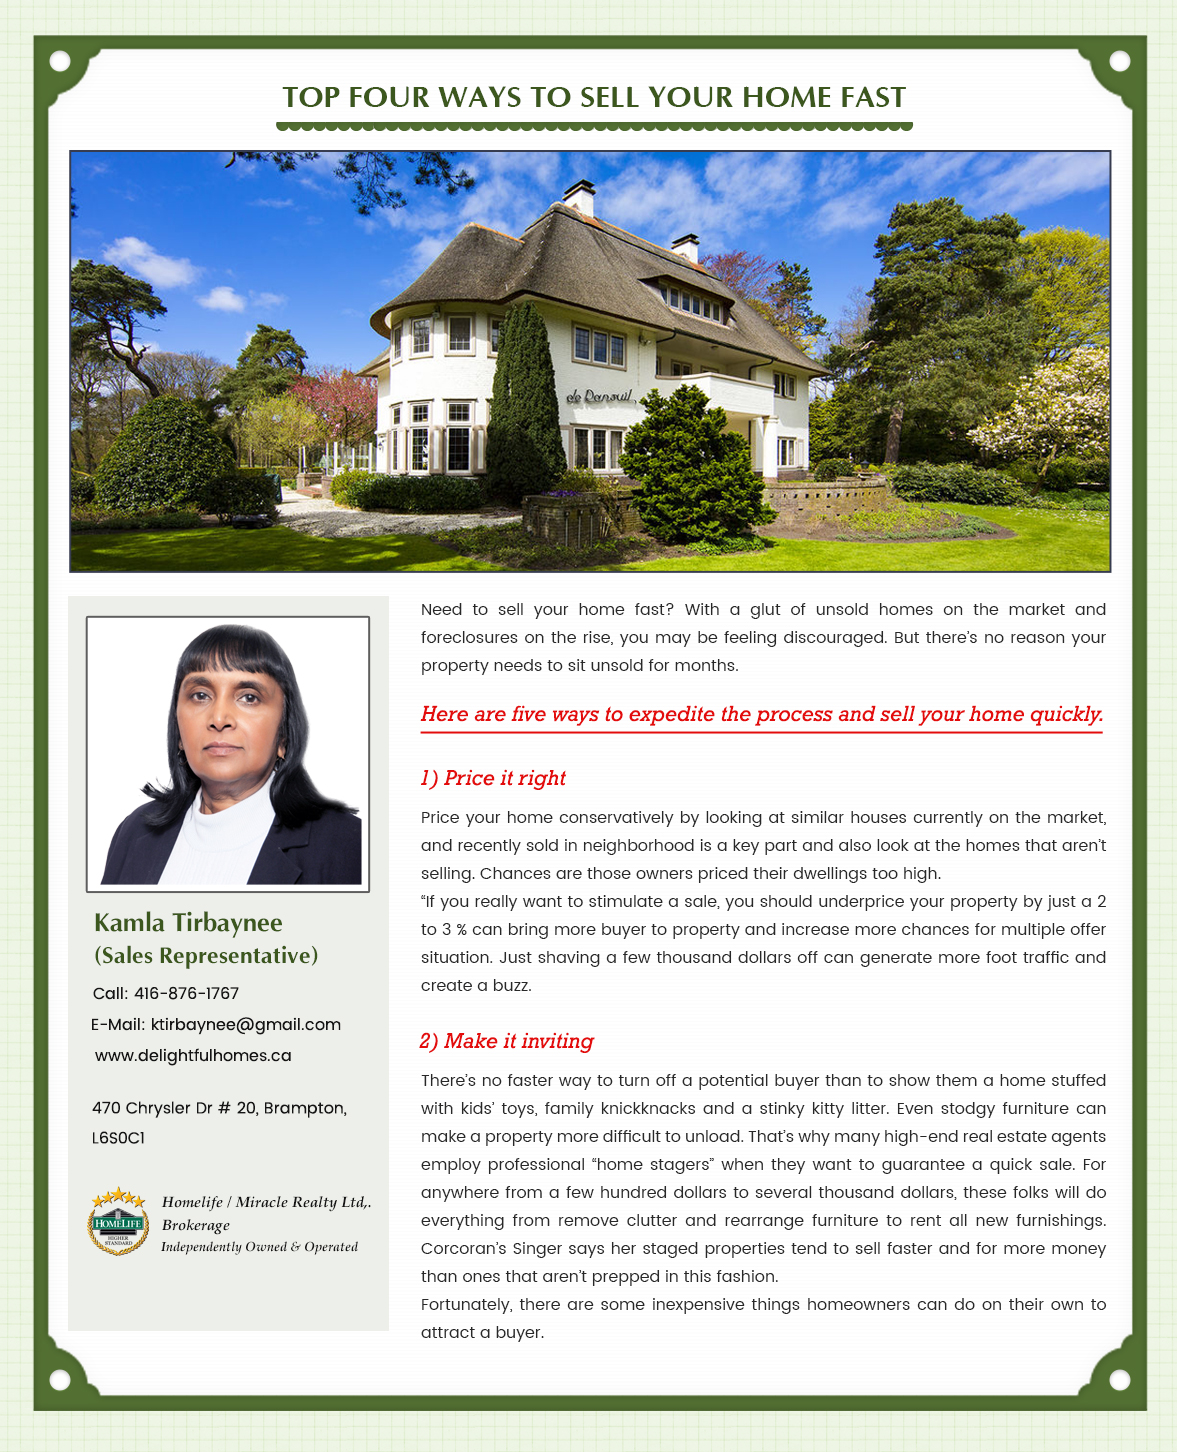 TOP FOUR WAYS TO SELL YOUR HOME FAST
de Danouil
Kamla Tirbaynee
(Sales Representative)
Call: 416-876-1767
E-Mail: ktirbaynee@gmail.com
www.delightfulhomes.ca
470 Chrysler Dr # 20, Brampton,
L6S0C1
HOMELIFE
HIGHER
STANDARD
Homelife / Miracle Realty Ltd,.
Brokerage
Independently Owned & Operated
Need to sell your home fast? With a glut of unsold homes on the market and
foreclosures on the rise, you may be feeling discouraged. But there's no reason your
property needs to sit unsold for months.
Here are five ways to expedite the process and sell your home quickly.
1) Price it right
Price your home conservatively by looking at similar houses currently on the market,
and recently sold in neighborhood is a key part and also look at the homes that aren't
selling. Chances are those owners priced their dwellings too high.
“If you really want to stimulate a sale, you should underprice your property by just a 2
to 3 % can bring more buyer to property and increase more chances for multiple offer
situation. Just shaving a few thousand dollars off can generate more foot traffic and
create a buzz.
2) Make it inviting
There's no faster way to turn off a potential buyer than to show them a home stuffed
with kids' toys, family knickknacks and a stinky kitty litter. Even stodgy furniture can
make a property more difficult to unload. That's why many high-end real estate agents
employ professional “home stagers” when they want to guarantee a quick sale. For
anywhere from a few hundred dollars to several thousand dollars, these folks will do
everything from remove clutter and rearrange furniture to rent all new furnishings.
Corcoran's Singer says her staged properties tend to sell faster and for more money
than ones that aren't prepped in this fashion.
Fortunately, there are some inexpensive things homeowners can do on their own to
attract a buyer.